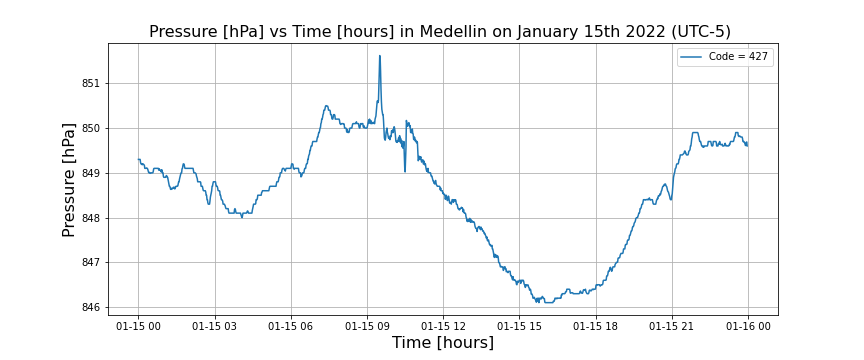 Pressure [hPa] vs Time [hours] in Medellin on January 15th 2022 (UTC-5)
Code = 427
851
850
849
848
847
846
Pressure [hPa]
01-15 00 01-15 03 01-15 06 01-15 09 01-15 12 01-15 15 01-15 18 01-15 21 01-16 00
Time [hours]